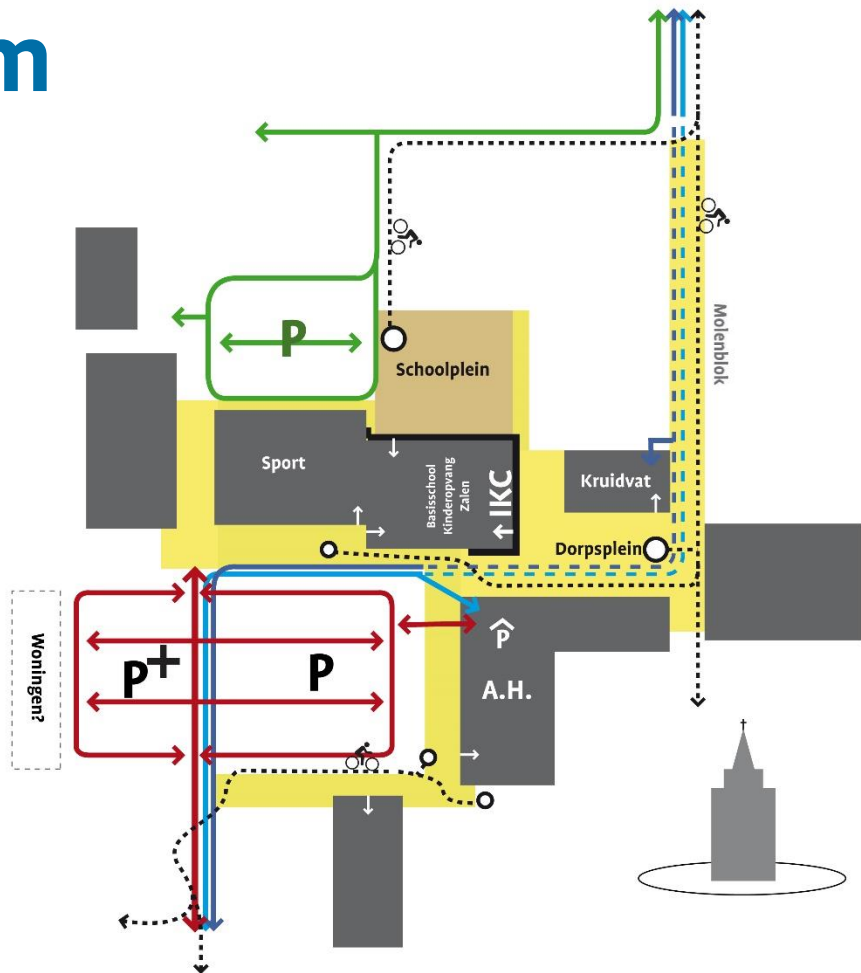 m
P
Schoolplein
Molenblok
Sport
Basisschool
Kinderopvang
Zalen
IKC
Kruidvat
Dorpsplein
Woningen?
P+
P
P
A.H.